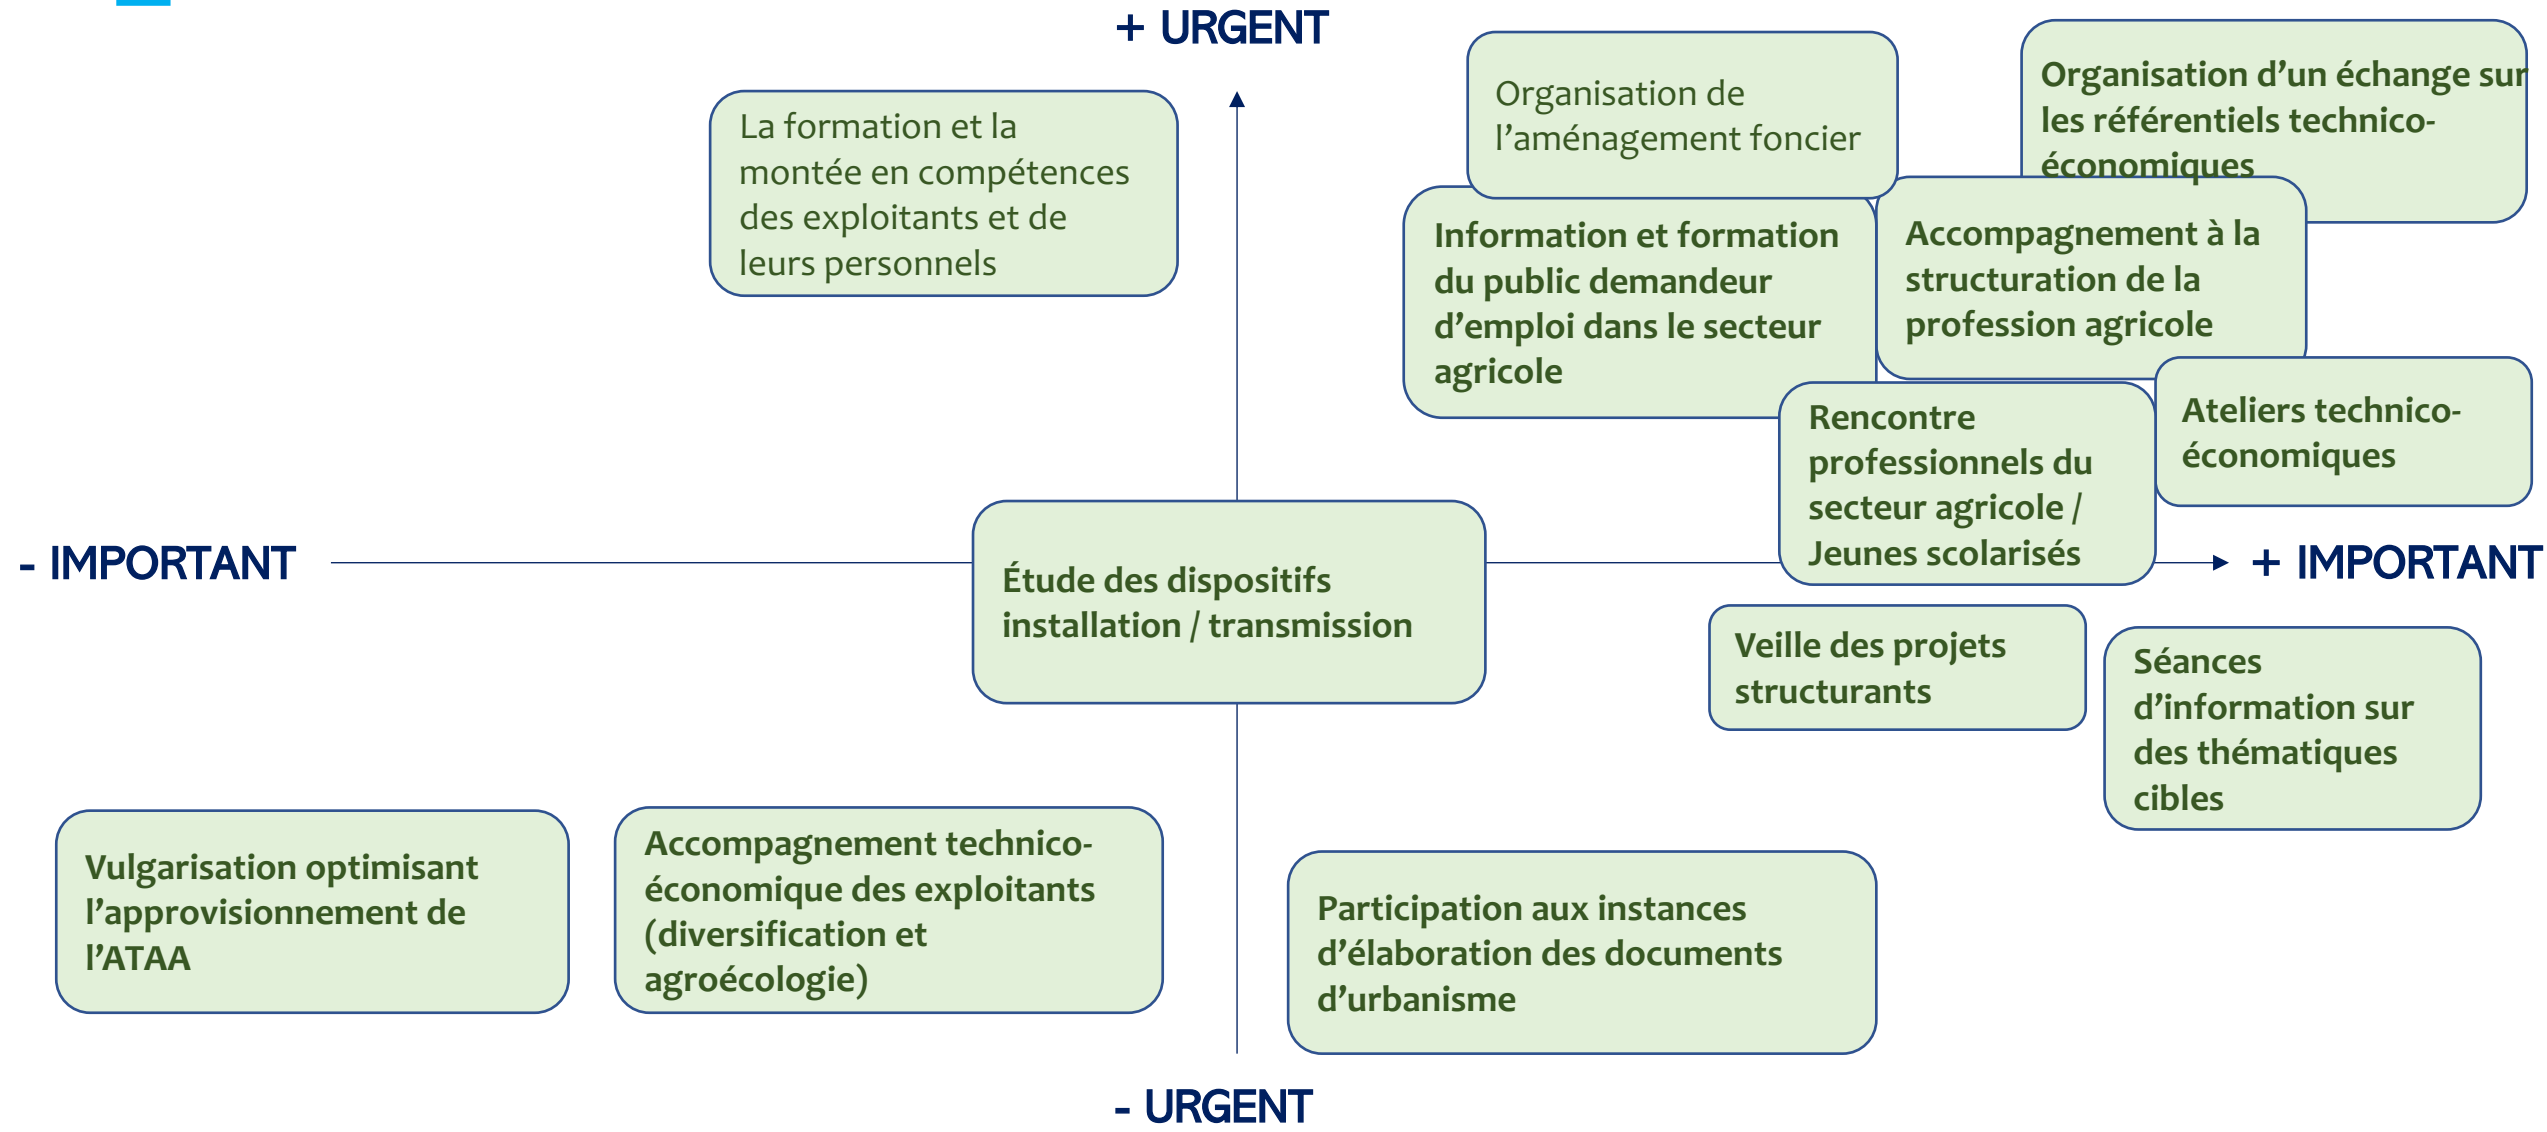 + URGENT
La formation et la
montée en compétences
des exploitants et de
leurs personnels
Organisation de
l’aménagement foncier
Organisation d’un échange sur
les référentiels technico-
économiques
Information et formation
du public demandeur
d’emploi dans le secteur
agricole
Accompagnement à la
structuration de la
profession agricole
Rencontre
professionnels du
secteur agricole /
Jeunes scolarisés
Ateliers technico-
économiques
- IMPORTANT
Étude des dispositifs
installation / transmission
+ IMPORTANT
Veille des projets
structurants
Séances
d’information sur
des thématiques
cibles
Vulgarisation optimisant
l’approvisionnement de
l’ATAA
Accompagnement technico-
économique des exploitants
(diversification et
agroécologie)
Participation aux instances
d’élaboration des documents
d’urbanisme
- URGENT